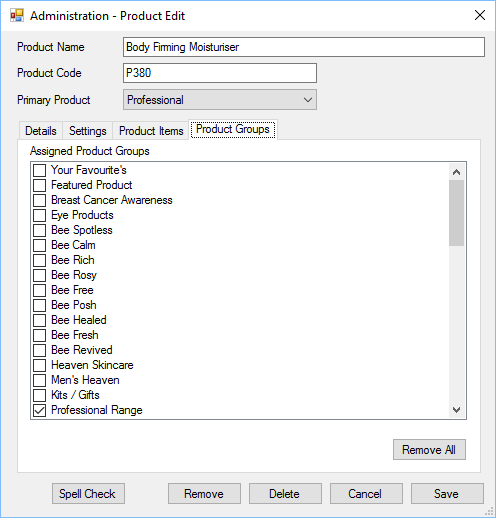 Administration - Product Edit
Product Name Body Firming Moisturiser
Product Code P380
Primary Product Professional
Details Settings Product Items Product Groups
Assigned Product Groups
Your Favourite's
Featured Product
Breast Cancer Awareness
Eye Products
Bee Spotless
Bee Calm
Bee Rich
Bee Rosy
Bee Free
Bee Posh
Bee Healed
Bee Fresh
Bee Revived
Heaven Skincare
Men's Heaven
Kits / Gifts
Professional Range
Remove All
Spell Check Remove Delete Cancel Save